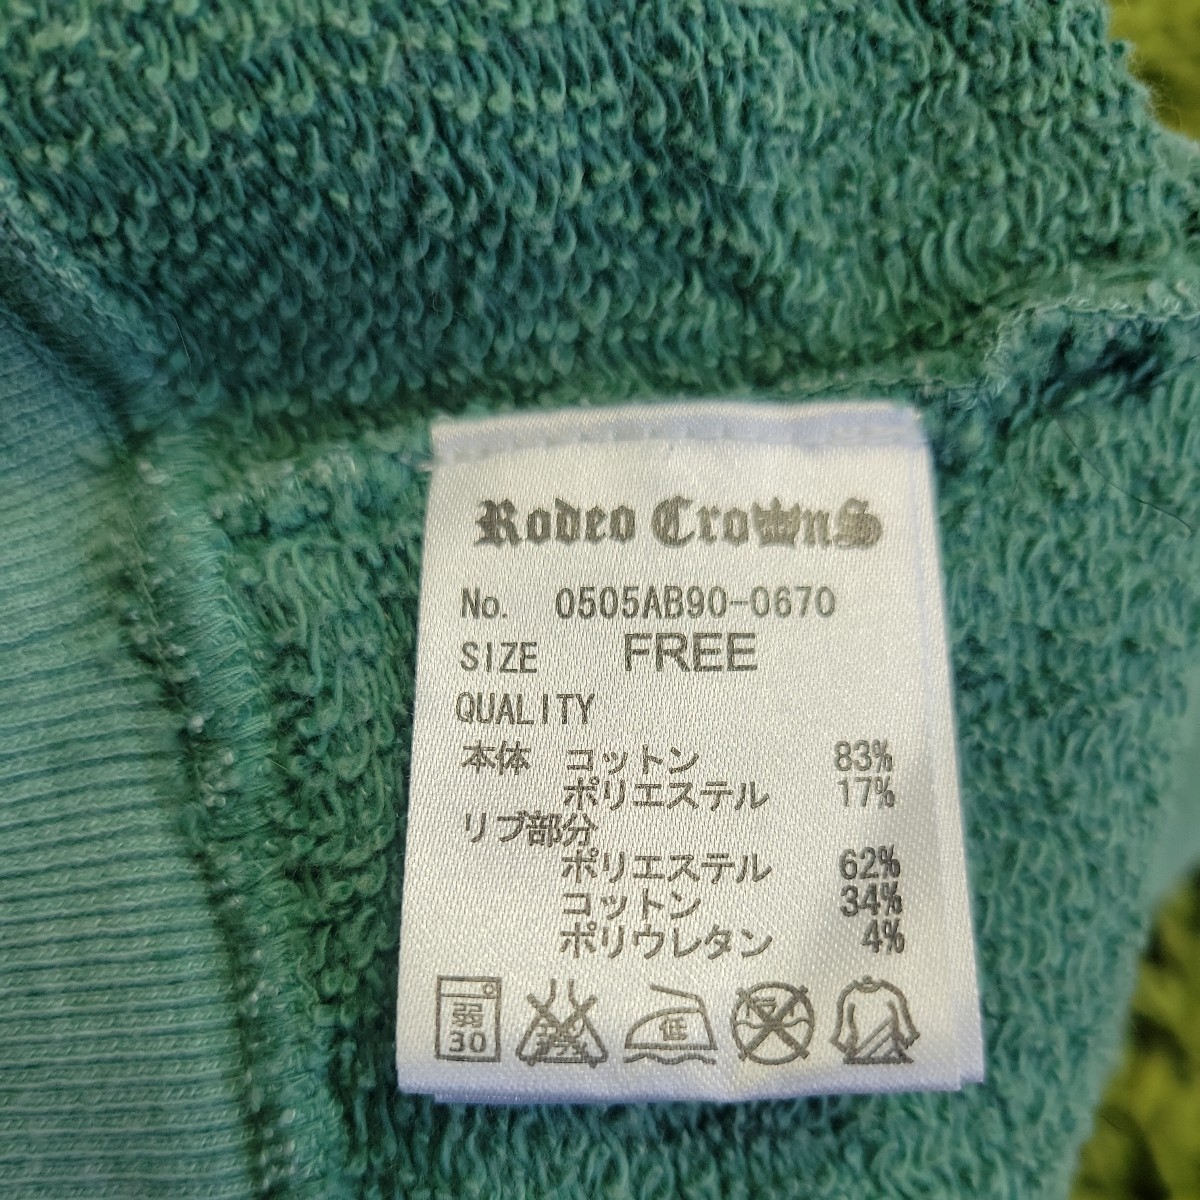 Rodeo CrownS
No. 0505AB90-0670
SIZE FREE
QUALITY
本体 コットン 83%
ポリエステル 17%
リブ部分
ポリエステル 62%
コットン 34%
ポリウレタン 4%
弱 30 低